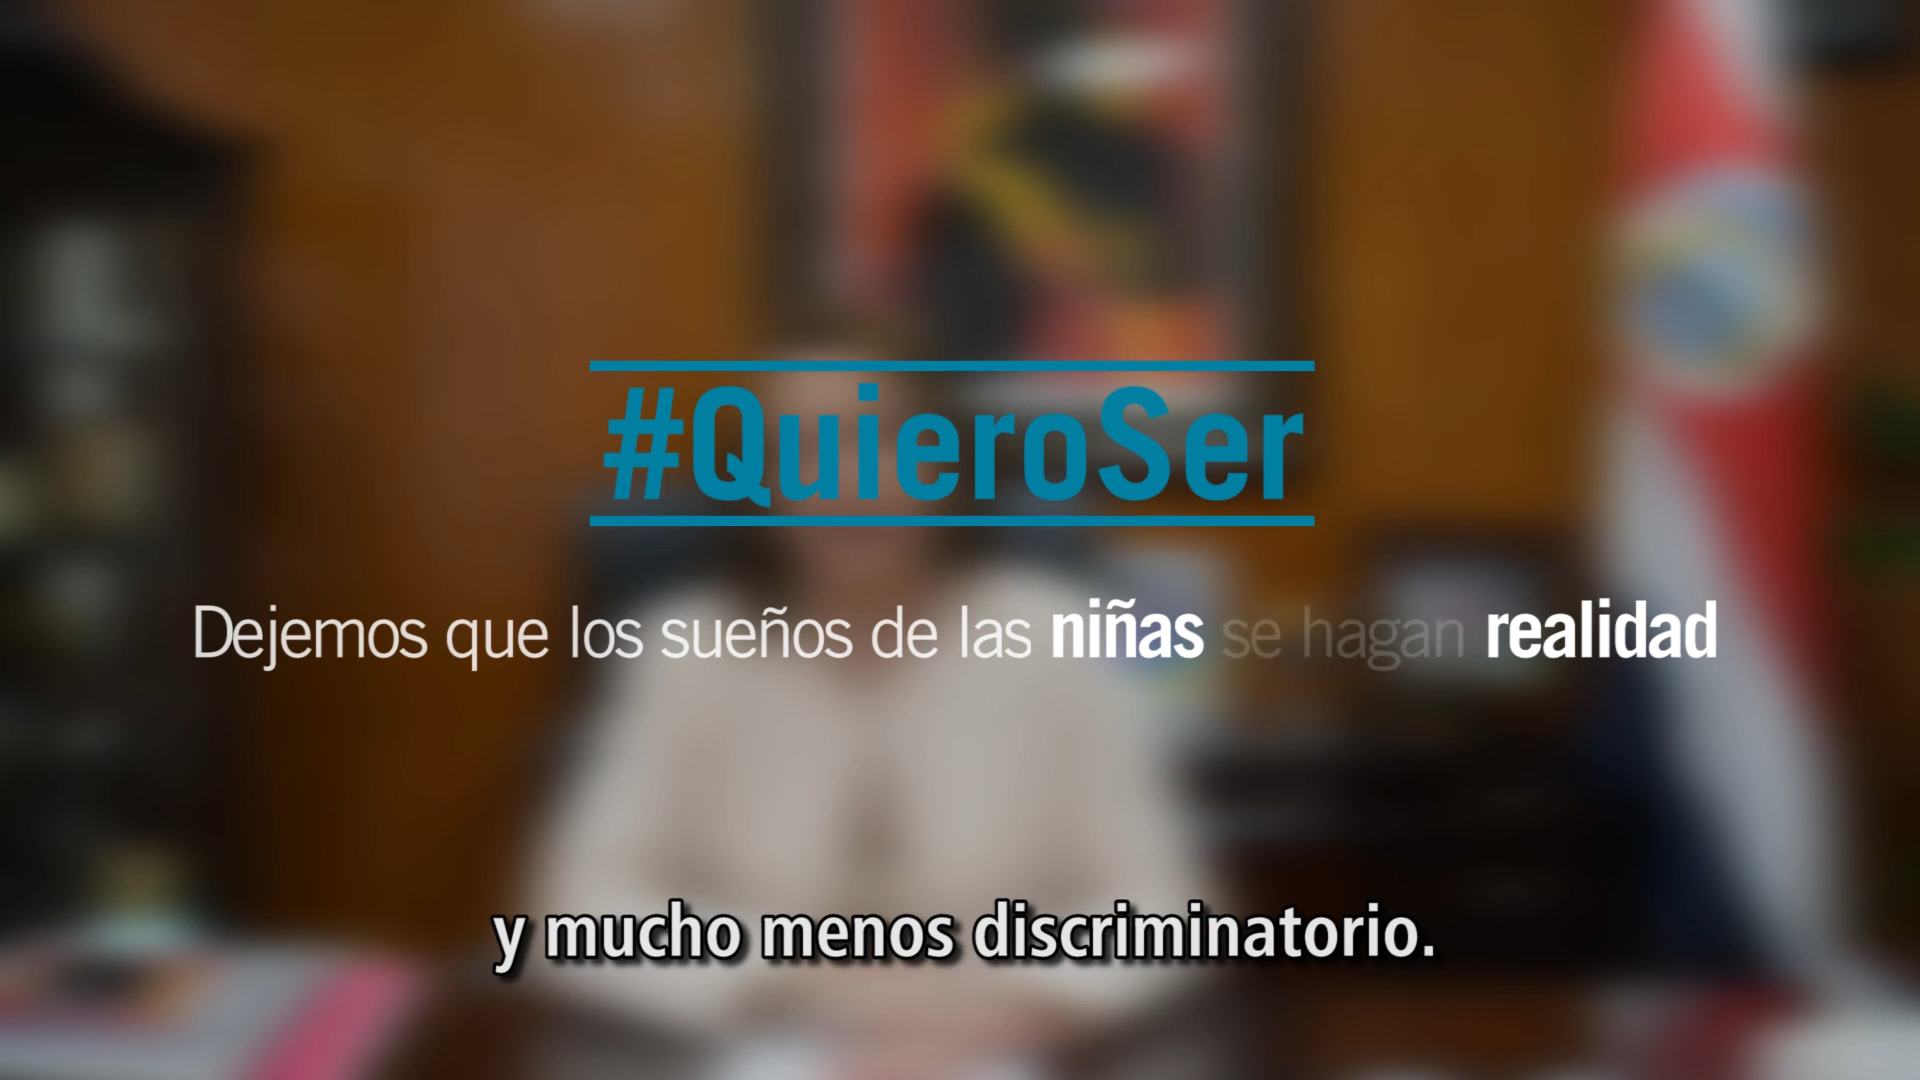 #QuieroSer
Dejemos que los sueños de las niñas se hagan realidad
y mucho menos discriminatorio.